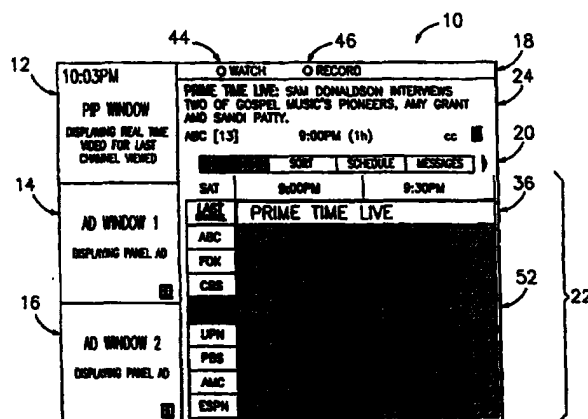 44 46 10
12 18
10:03PM WATCH RECORD
24
PRIME TIME LIVE: SAM DONALDSON INTERVIEWS
TWO OF GOSPEL MUSIC'S PIONEERS, AMY GRANT
AND SANDI PATTY.
ABC [13] 9:00PM (1h) cc
PIP WINDOW
DISPLAYING REAL TIME
VIDEO FOR LAST
CHANNEL VIEWED
20
SORT SCHEDULE MESSAGES
14
SAT 9:00PM 9:30PM
36
LAST
PRIME TIME LIVE
AD WINDOW 1
DISPLAYING PANEL AD
ABC
FOX
CBS
52
22
16
AD WINDOW 2
DISPLAYING PANEL AD
UPN
PBS
AMC
ESPN